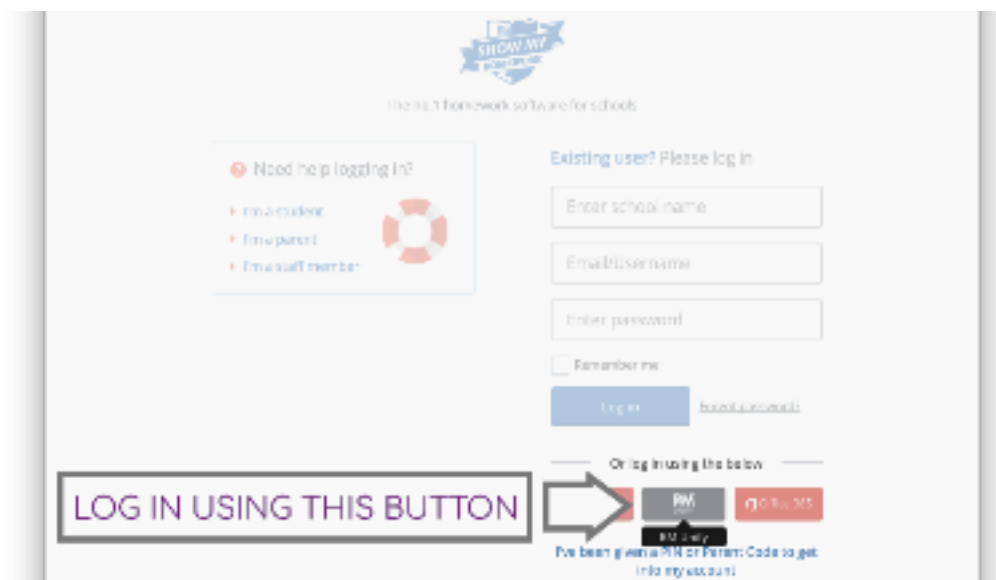 SHOW MY
HOMEWORK
The no.1 homework software for schools
Need help logging in?
I'm a student
I'm a parent
I'm a staff member
Existing user? Please log in
Enter school name
Email/Username
Enter password
Remember me
Log in
Forgot password?
Or log in using the below
LOG IN USING THIS BUTTON
RM
Office 365
RM Unify
I've been given a PIN or Parent Code to get
into my account